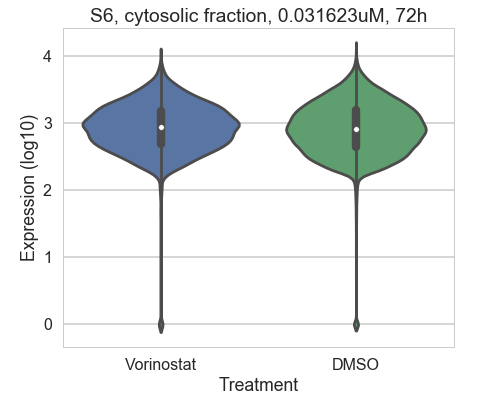 S6, cytosolic fraction, 0.031623uM, 72h
Expression (log10)
4
3
2
1
0
Vorinostat
DMSO
Treatment